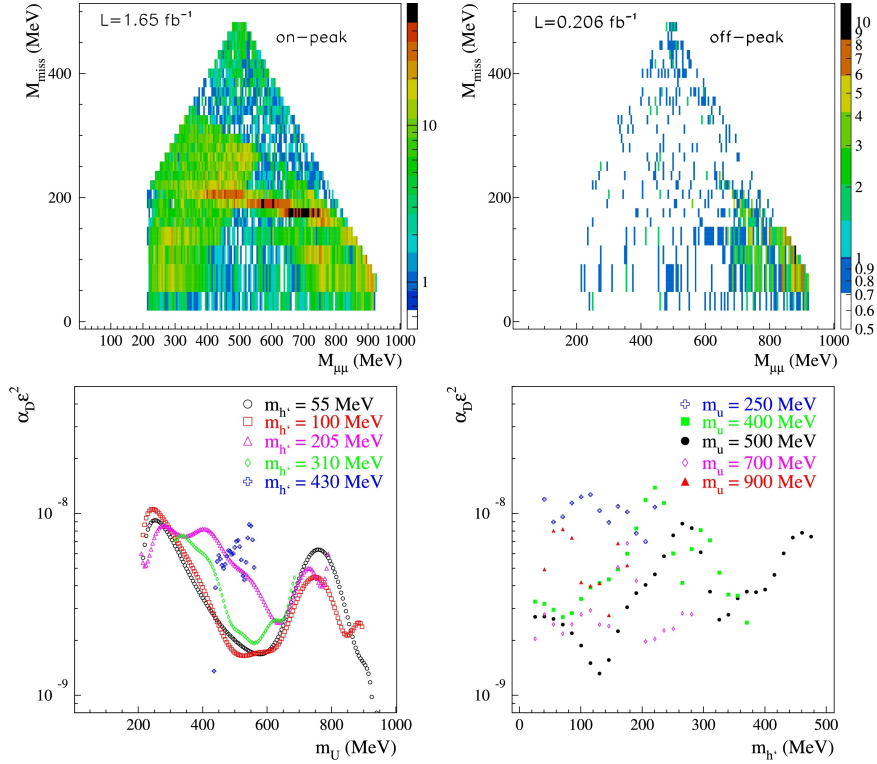 L=1.65 fb⁻¹
on−peak
M_miss (MeV)
400
200
0
100 200 300 400 500 600 700 800 900 1000
M_μμ (MeV)
10
1
L=0.206 fb⁻¹
off−peak
M_miss (MeV)
400
200
0
200 400 600 800 1000
M_μμ (MeV)
10
9
8
7
6
5
4
3
2
1
0.9
0.8
0.7
0.6
0.5
α_D ε²
10⁻⁸
10⁻⁹
m_h‘ = 55 MeV
m_h‘ = 100 MeV
m_h‘ = 205 MeV
m_h‘ = 310 MeV
m_h‘ = 430 MeV
200 400 600 800 1000
m_U (MeV)
α_D ε²
10⁻⁸
10⁻⁹
m_u = 250 MeV
m_u = 400 MeV
m_u = 500 MeV
m_u = 700 MeV
m_u = 900 MeV
0 100 200 300 400 500
m_h‘ (MeV)